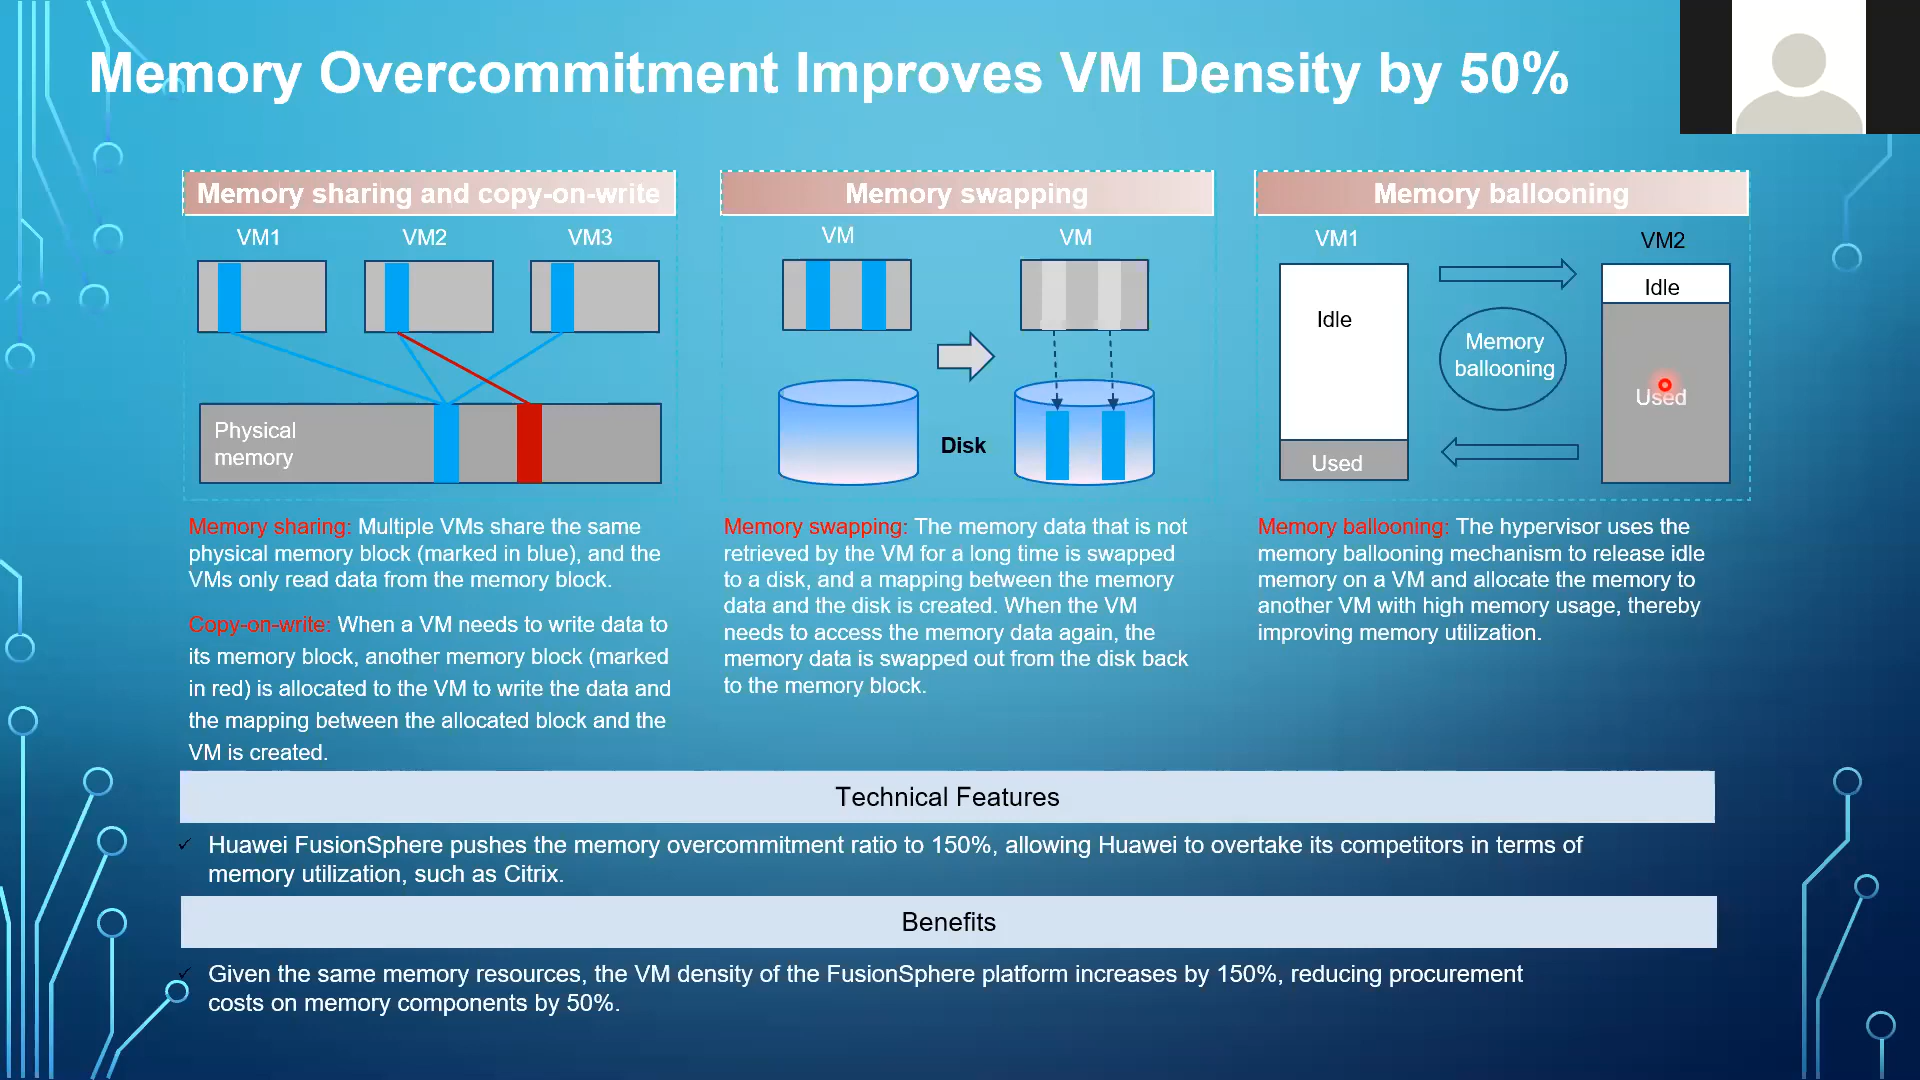 Memory Overcommitment Improves VM Density by 50%
Memory sharing and copy-on-write
VM1
VM2
VM3
Physical
memory
Memory sharing: Multiple VMs share the same
physical memory block (marked in blue), and the
VMs only read data from the memory block.
Copy-on-write: When a VM needs to write data to
its memory block, another memory block (marked
in red) is allocated to the VM to write the data and
the mapping between the allocated block and the
VM is created.
Memory swapping
VM
VM
Disk
Memory swapping: The memory data that is not
retrieved by the VM for a long time is swapped
to a disk, and a mapping between the memory
data and the disk is created. When the VM
needs to access the memory data again, the
memory data is swapped out from the disk back
to the memory block.
Memory ballooning
VM1
VM2
Idle
Used
Memory
ballooning
Idle
Used
Memory ballooning: The hypervisor uses the
memory ballooning mechanism to release idle
memory on a VM and allocate the memory to
another VM with high memory usage, thereby
improving memory utilization.
Technical Features
✓ Huawei FusionSphere pushes the memory overcommitment ratio to 150%, allowing Huawei to overtake its competitors in terms of
memory utilization, such as Citrix.
Benefits
✓ Given the same memory resources, the VM density of the FusionSphere platform increases by 150%, reducing procurement
costs on memory components by 50%.